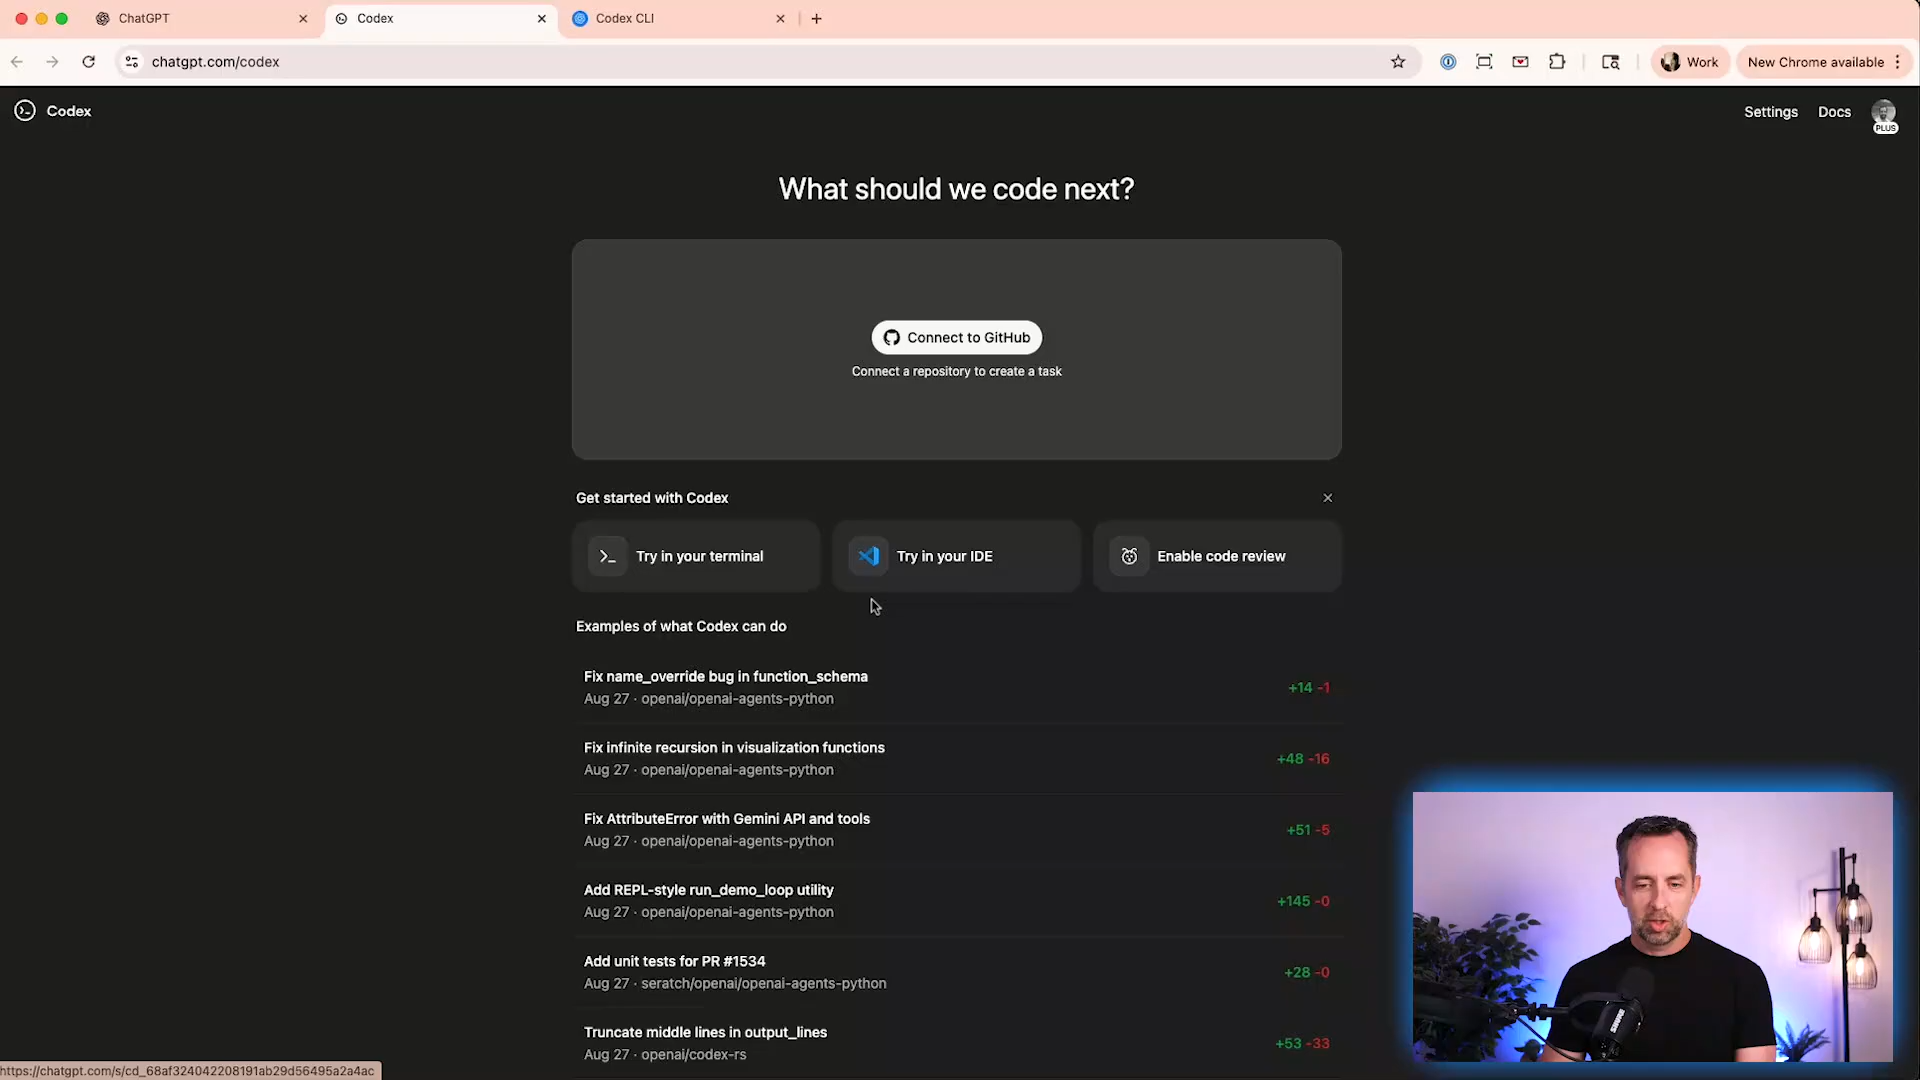 ChatGPT
Codex
Codex CLI
chatgpt.com/codex
Work
New Chrome available
Codex
Settings
Docs
PLUS
What should we code next?
Connect to GitHub
Connect a repository to create a task
Get started with Codex
Try in your terminal
Try in your IDE
Enable code review
Examples of what Codex can do
Fix name_override bug in function_schema
Aug 27 · openai/openai-agents-python
+14 -1
Fix infinite recursion in visualization functions
Aug 27 · openai/openai-agents-python
+48 -16
Fix AttributeError with Gemini API and tools
Aug 27 · openai/openai-agents-python
+51 -5
Add REPL-style run_demo_loop utility
Aug 27 · openai/openai-agents-python
+145 -0
Add unit tests for PR #1534
Aug 27 · seratch/openai/openai-agents-python
+28 -0
Truncate middle lines in output_lines
Aug 27 · openai/codex-rs
+53 -33
https://chatgpt.com/s/cd_68af324042208191ab29d56495a2a4ac
SHURE